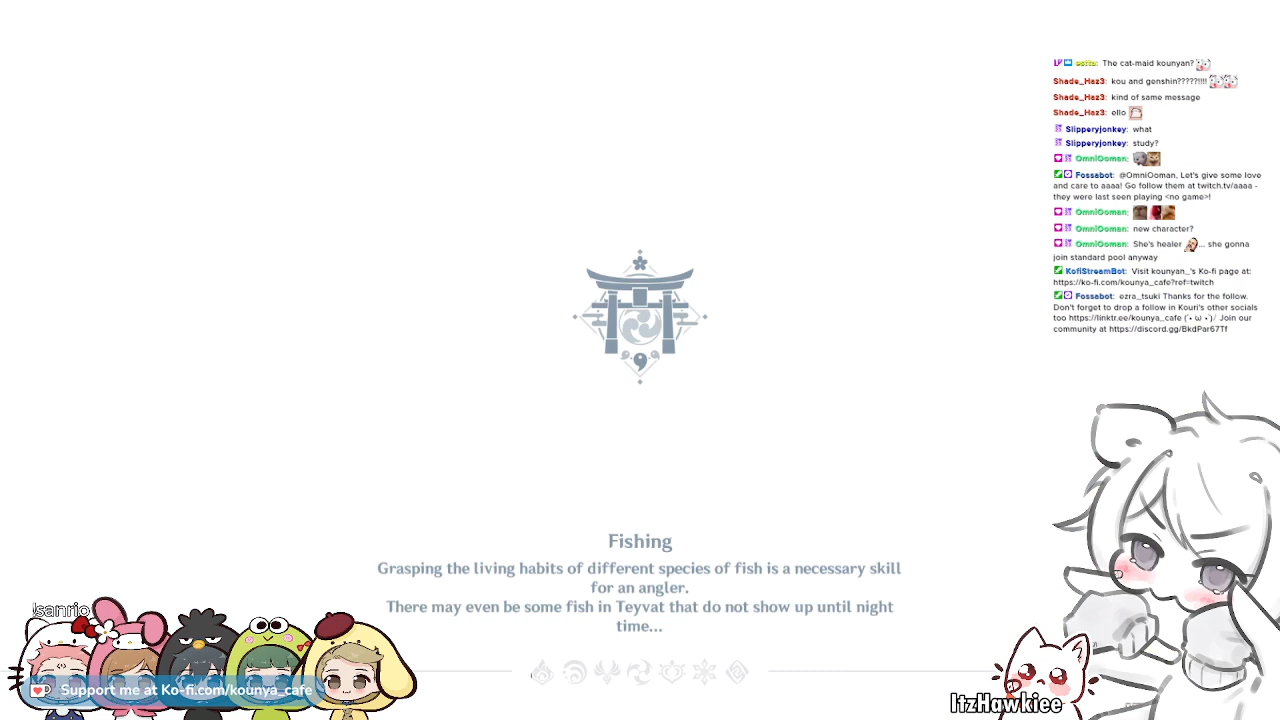 estta: The cat-maid kounyan?
Shade_Haz3: kou and genshin?????!!!!
Shade_Haz3: kind of same message
Shade_Haz3: ello
Slipperyjonkey: what
Slipperyjonkey: study?
OmniOoman:
Fossabot: @OmniOoman, Let's give some love
and care to aaaa! Go follow them at twitch.tv/aaaa -
they were last seen playing <no game>!
OmniOoman:
OmniOoman: new character?
OmniOoman: She's healer ... she gonna
join standard pool anyway
KofiStreamBot: Visit kounyan_'s Ko-fi page at:
https://ko-fi.com/kounya_cafe?ref=twitch
Fossabot: ezra_tsuki Thanks for the follow.
Don't forget to drop a follow in Kouri's other socials
too https://linktr.ee/kounya_cafe (´• ω •`)/ Join our
community at https://discord.gg/BkdPar67Tf
Fishing
Grasping the living habits of different species of fish is a necessary skill
for an angler.
There may even be some fish in Teyvat that do not show up until night
time...
!sanrio
Support me at Ko-fi.com/kounya_cafe
ItzHawkiee